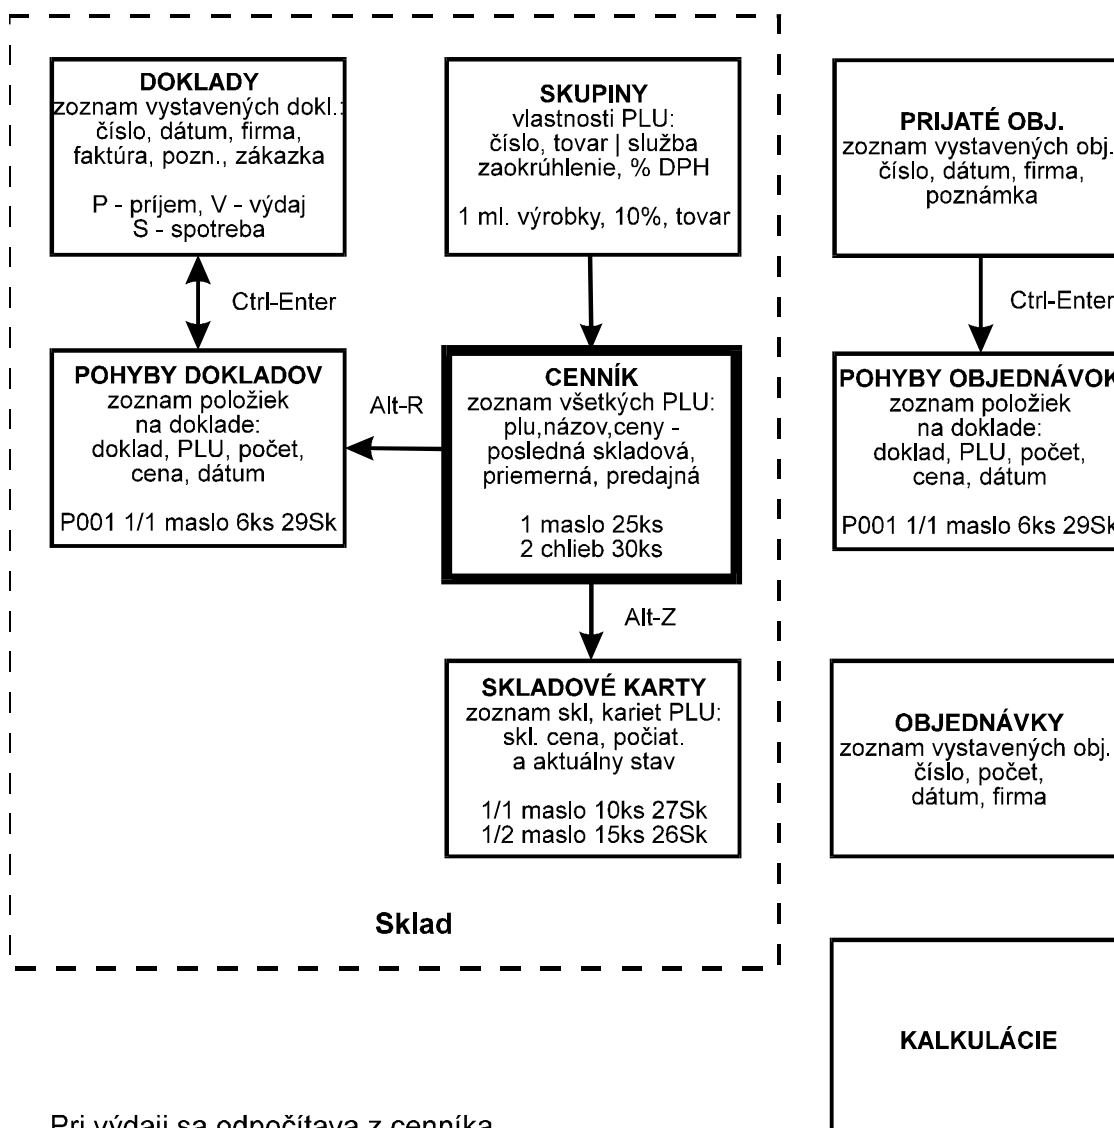 DOKLADY
zoznam vystavených dokl.:
číslo, dátum, firma,
faktúra, pozn., zákazka
P - príjem, V - výdaj
S - spotreba
SKUPINY
vlastnosti PLU:
číslo, tovar | služba
zaokrúhlenie, % DPH
1 ml. výrobky, 10%, tovar
PRIJATÉ OBJ.
zoznam vystavených obj.
číslo, dátum, firma,
poznámka
Ctrl-Enter
Ctrl-Enter
POHYBY DOKLADOV
zoznam položiek
na doklade:
doklad, PLU, počet,
cena, dátum
P001 1/1 maslo 6ks 29Sk
Alt-R
CENNÍK
zoznam všetkých PLU:
plu,názov,ceny -
posledná skladová,
priemerná, predajná
1 maslo 25ks
2 chlieb 30ks
POHYBY OBJEDNÁVOK
zoznam položiek
na doklade:
doklad, PLU, počet,
cena, dátum
P001 1/1 maslo 6ks 29Sk
Alt-Z
SKLADOVÉ KARTY
zoznam skl, kariet PLU:
skl. cena, počiat.
a aktuálny stav
1/1 maslo 10ks 27Sk
1/2 maslo 15ks 26Sk
OBJEDNÁVKY
zoznam vystavených obj.
číslo, počet,
dátum, firma
Sklad
KALKULÁCIE
Pri výdaji sa odpočítava z cenníka